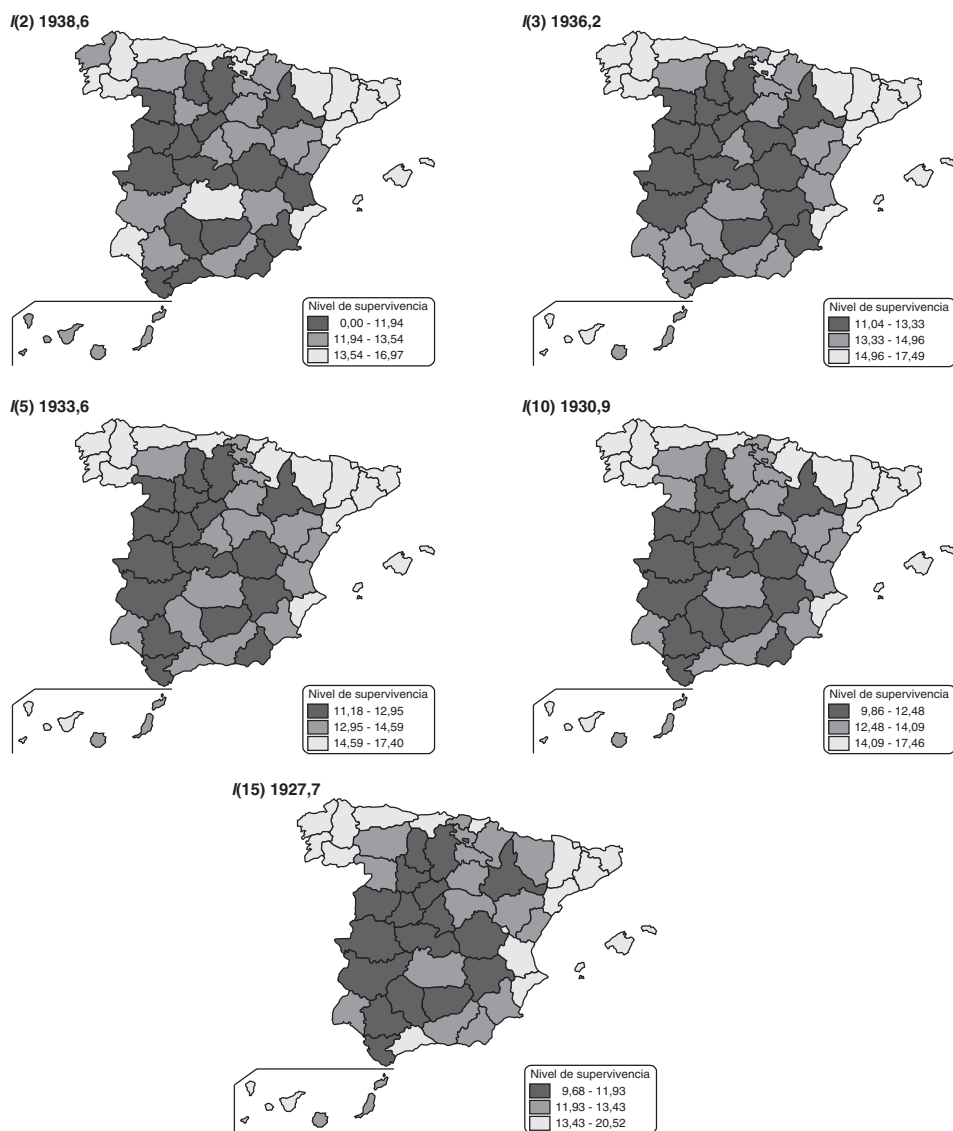 l(2) 1938,6
Nivel de supervivencia
0,00 - 11,94
11,94 - 13,54
13,54 - 16,97
l(3) 1936,2
Nivel de supervivencia
11,04 - 13,33
13,33 - 14,96
14,96 - 17,49
l(5) 1933,6
Nivel de supervivencia
11,18 - 12,95
12,95 - 14,59
14,59 - 17,40
l(10) 1930,9
Nivel de supervivencia
9,86 - 12,48
12,48 - 14,09
14,09 - 17,46
l(15) 1927,7
Nivel de supervivencia
9,68 - 11,93
11,93 - 13,43
13,43 - 20,52